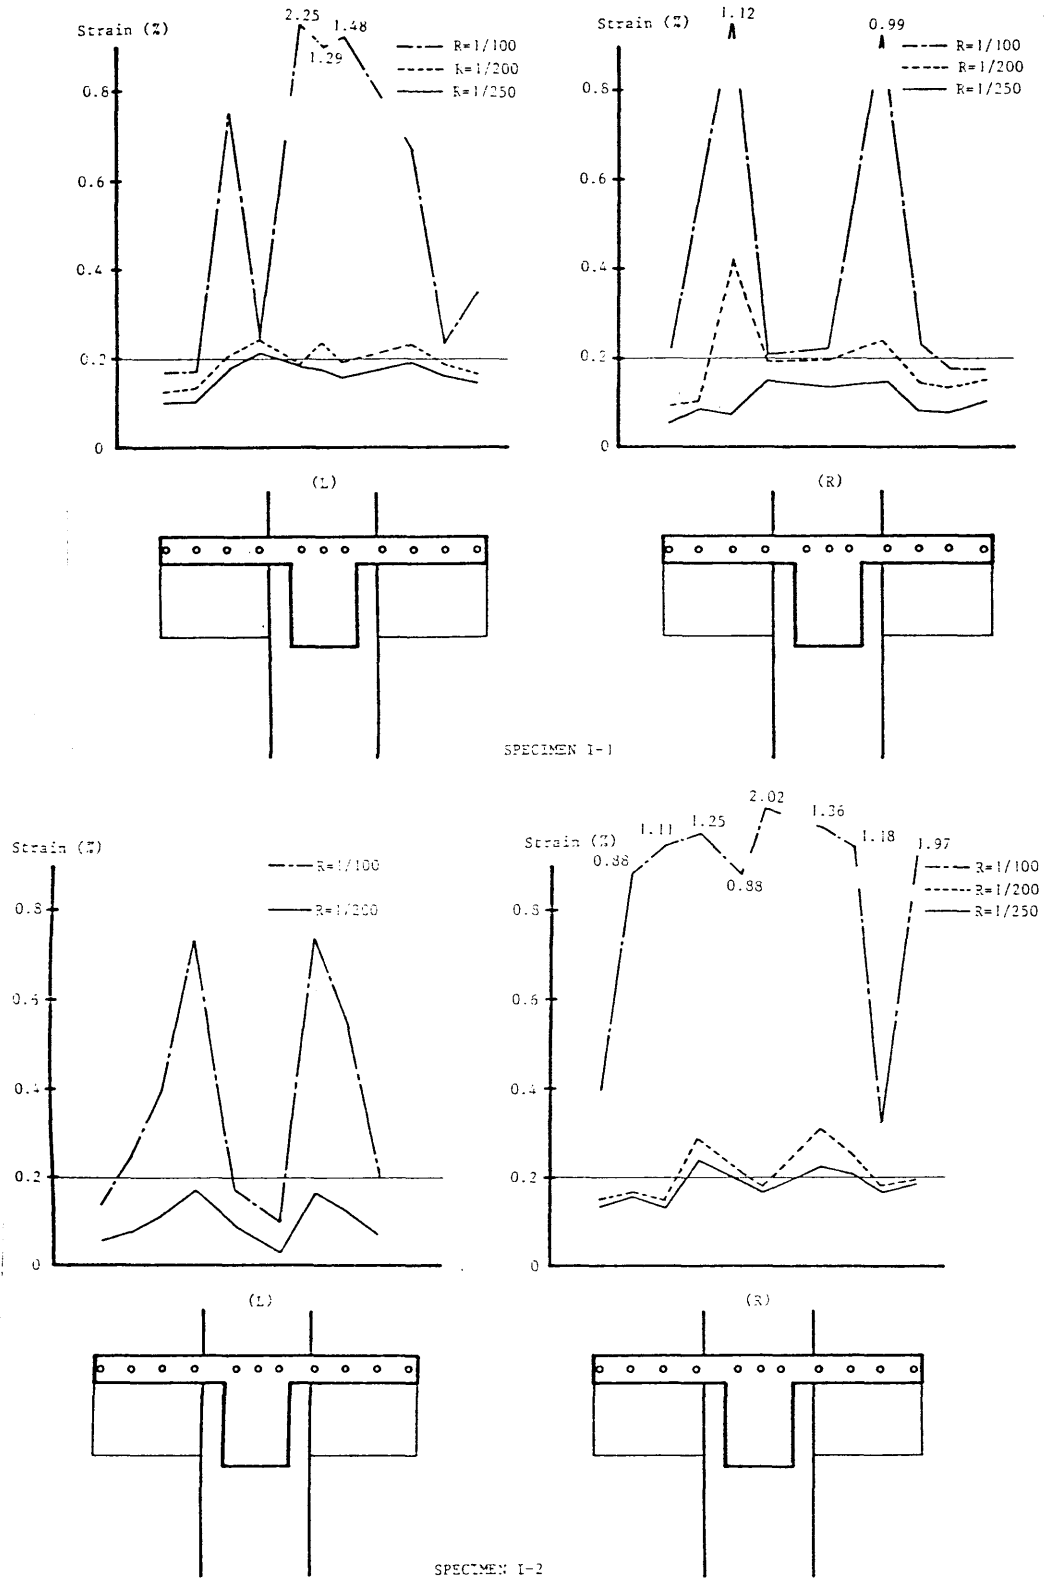 Strain (%)
2.25
1.48
1.29
R=1/100
R=1/200
R=1/250
0.8
0.6
0.4
0.2
0
(L)
Strain (%)
1.12
0.99
R=1/100
R=1/200
R=1/250
0.8
0.6
0.4
0.2
0
(R)
SPECIMEN I-1
Strain (%)
R=1/100
R=1/200
0.8
0.6
0.4
0.2
0
(L)
Strain (%)
0.88
1.11
1.25
0.88
2.02
1.36
1.18
1.97
R=1/100
R=1/200
R=1/250
0.8
0.6
0.4
0.2
0
(R)
SPECIMEN I-2